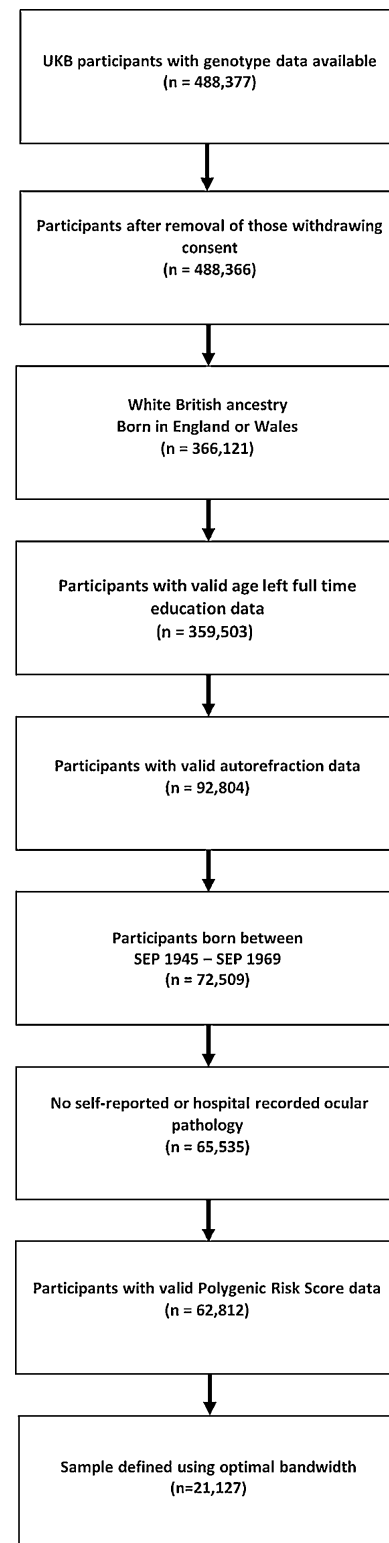 UKB participants with genotype data available
(n = 488,377)
Participants after removal of those withdrawing
consent
(n = 488,366)
White British ancestry
Born in England or Wales
(n = 366,121)
Participants with valid age left full time
education data
(n = 359,503)
Participants with valid autorefraction data
(n = 92,804)
Participants born between
SEP 1945 – SEP 1969
(n = 72,509)
No self-reported or hospital recorded ocular
pathology
(n = 65,535)
Participants with valid Polygenic Risk Score data
(n = 62,812)
Sample defined using optimal bandwidth
(n=21,127)